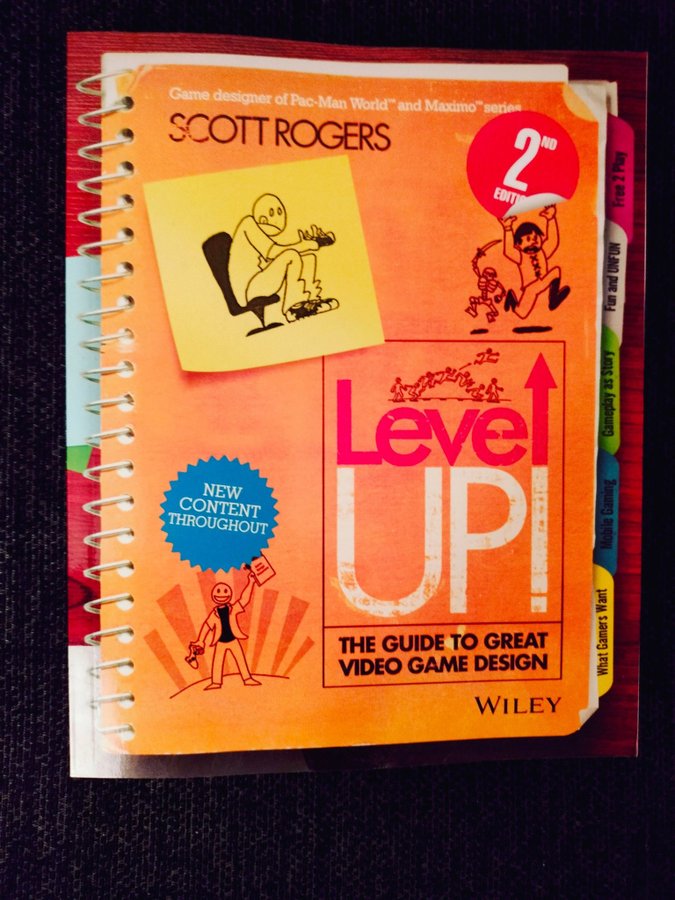 Game designer of Pac-Man World™ and Maximo™ series
SCOTT ROGERS
2ND
EDITION
Level
UP!
NEW
CONTENT
THROUGHOUT
THE GUIDE TO GREAT
VIDEO GAME DESIGN
WILEY
Free 2 Play
Fun and UNFUN
Gameplay as Story
Mobile Gaming
What Gamers Want